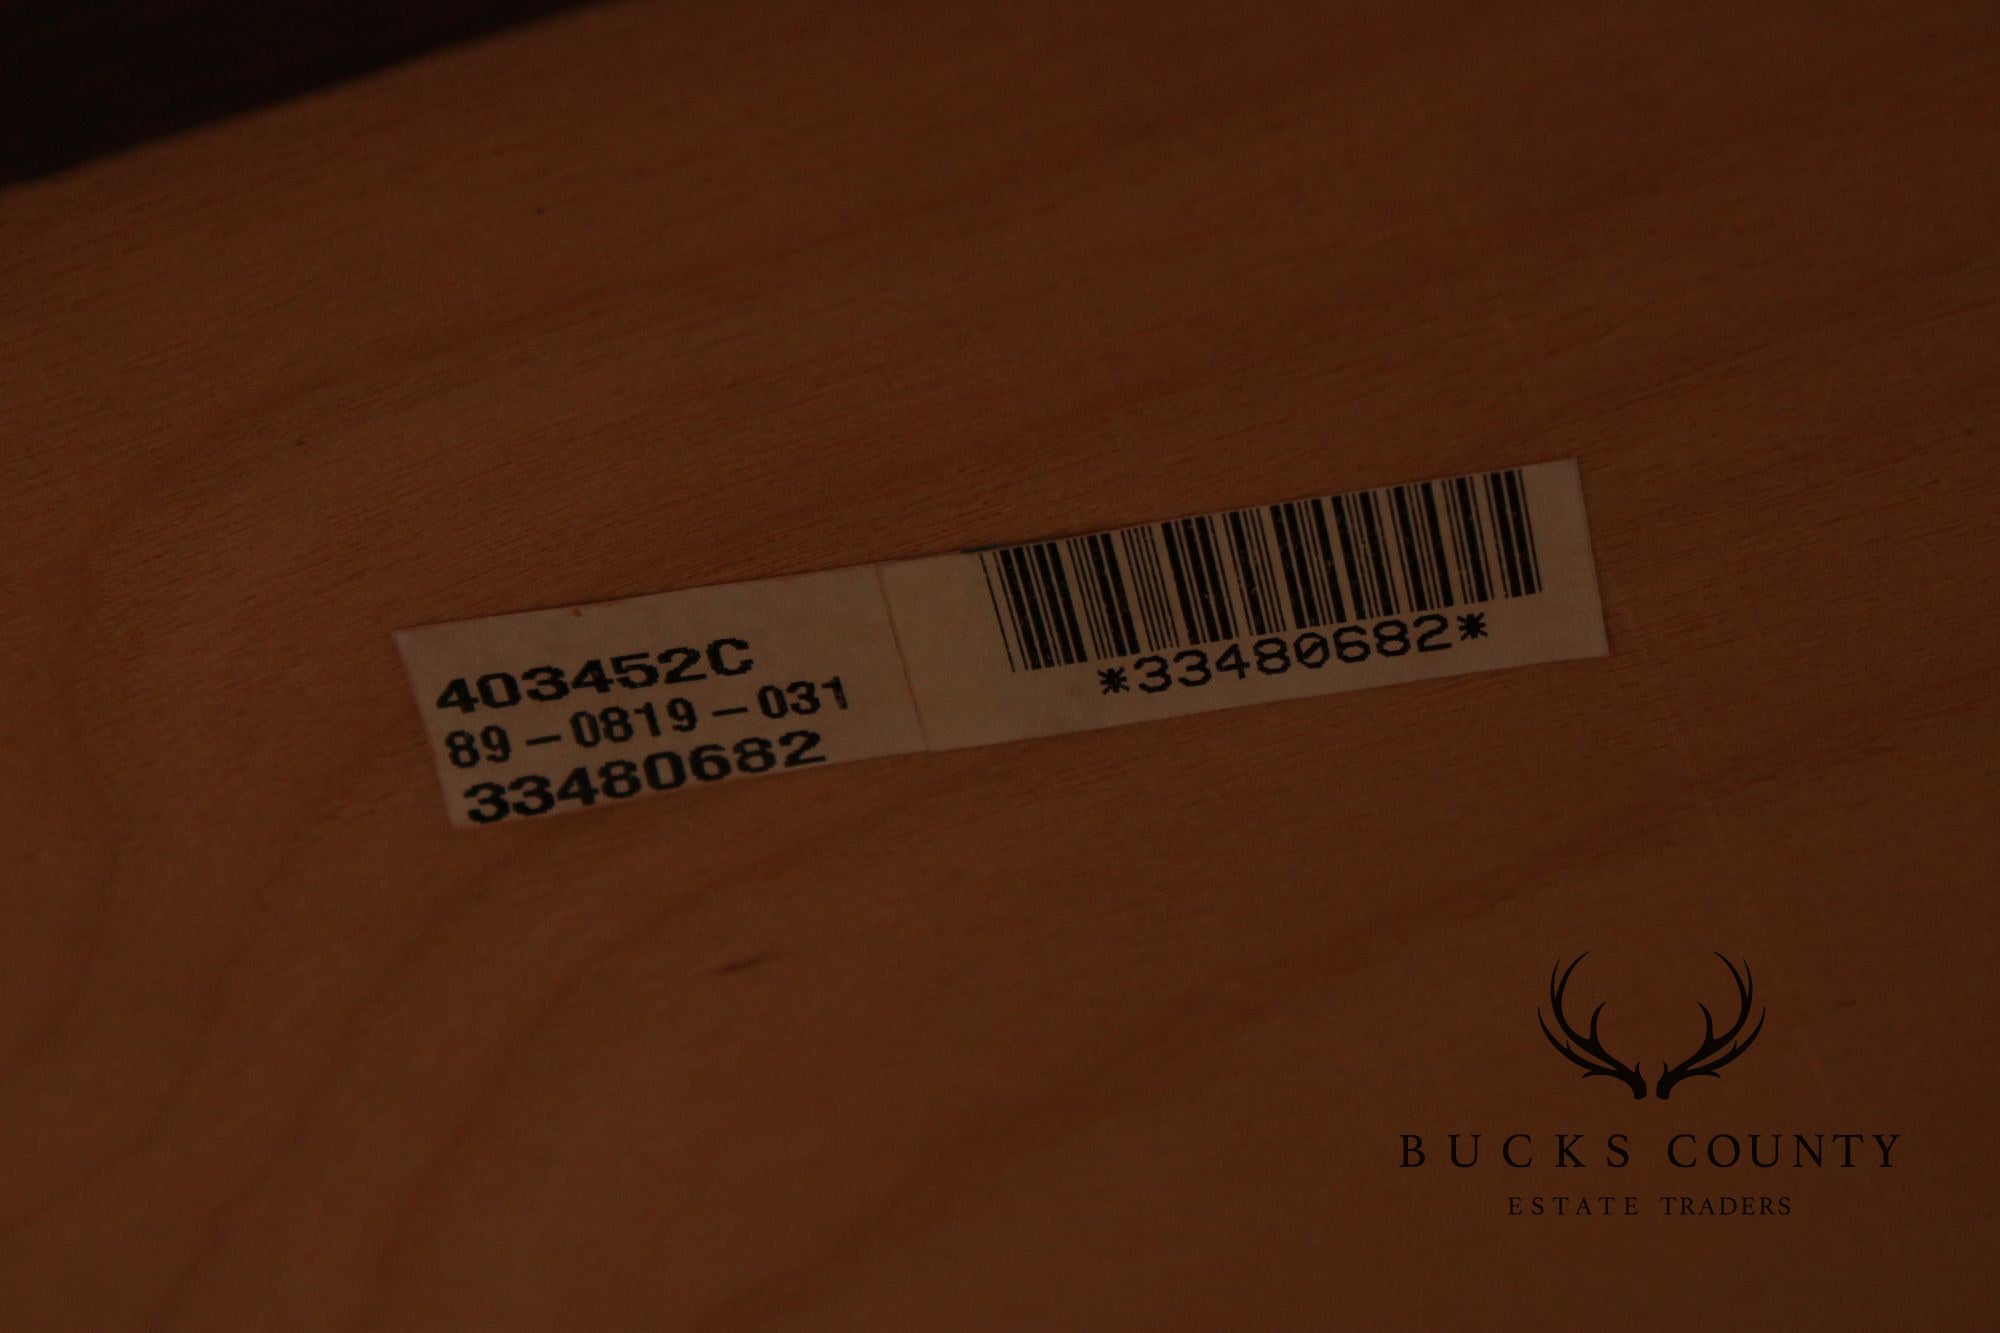 403452C
89-0819-031
33480682
*33480682*
BUCKS COUNTY
ESTATE TRADERS